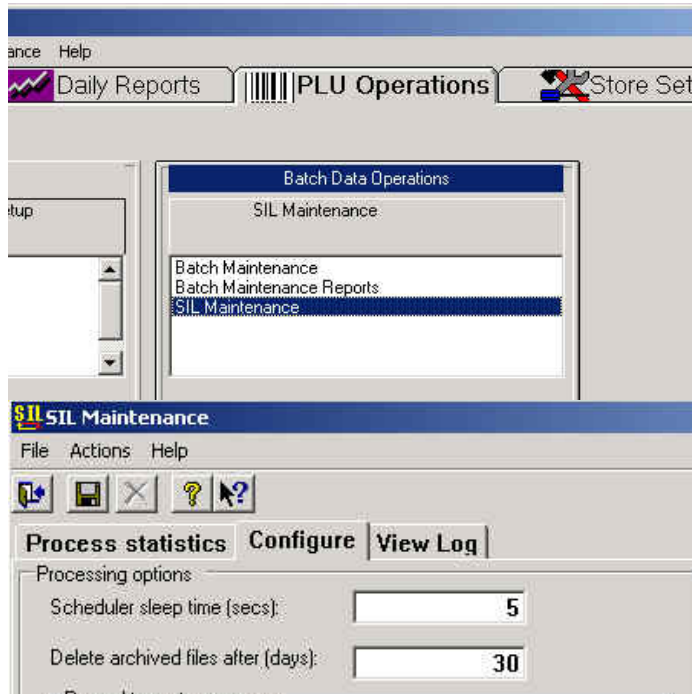 ance Help
Daily Reports PLU Operations Store Set
Batch Data Operations
tup SIL Maintenance
Batch Maintenance
Batch Maintenance Reports
SIL Maintenance
SIL SIL Maintenance
File Actions Help
Process statistics Configure View Log
Processing options
Scheduler sleep time (secs): 5
Delete archived files after (days): 30